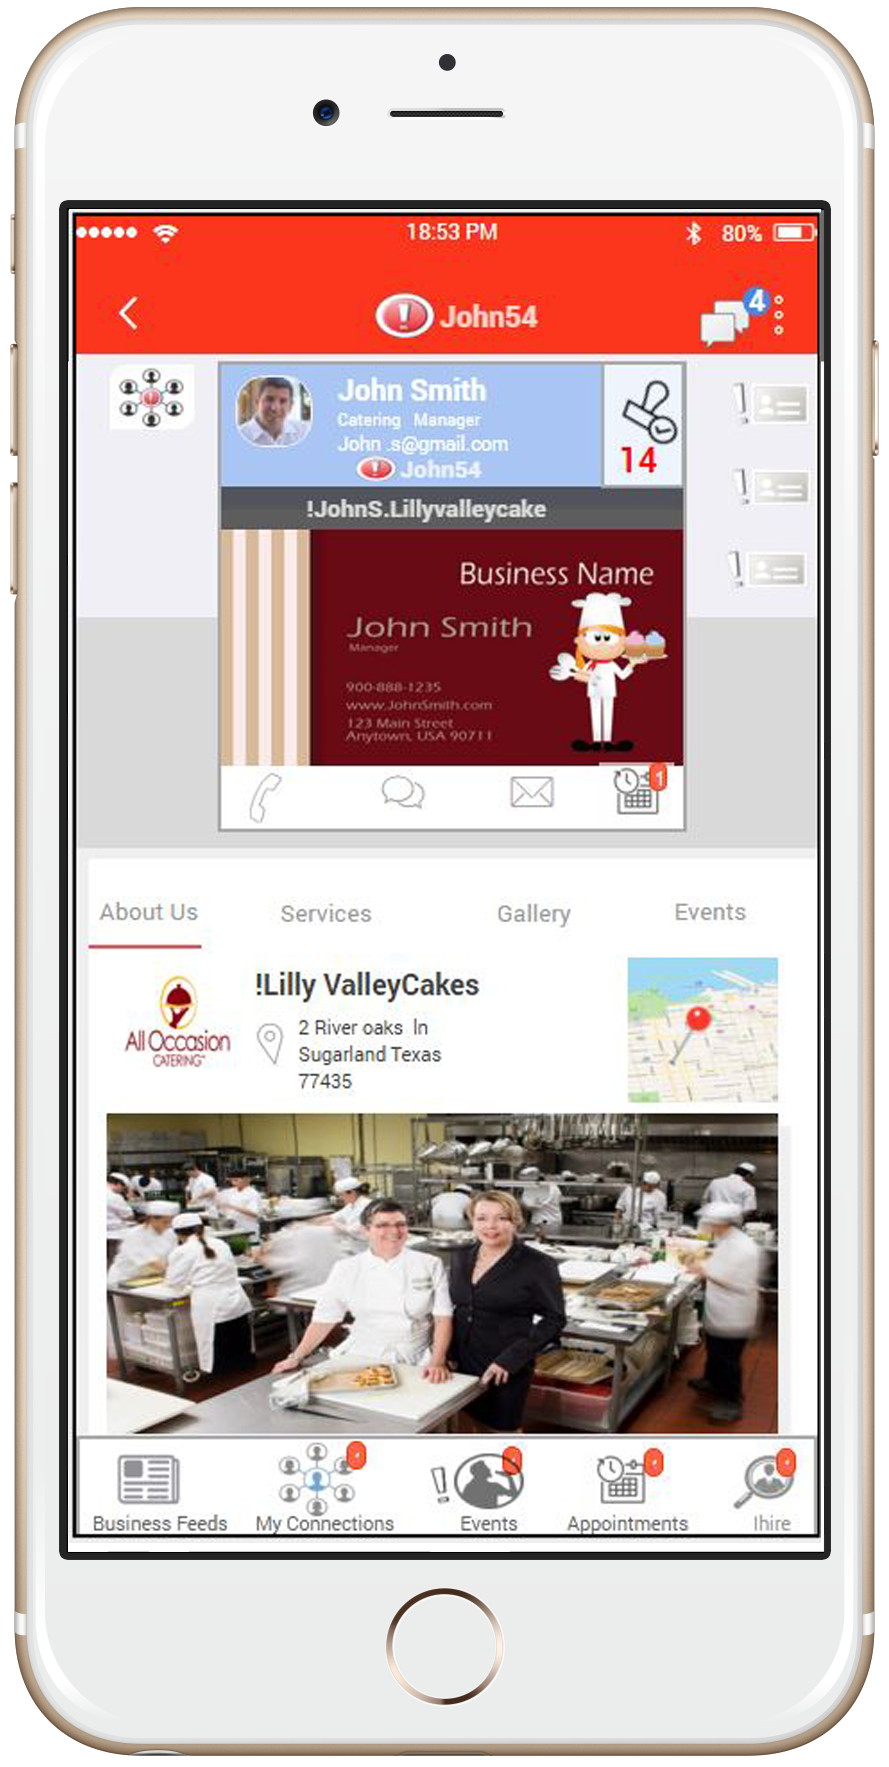 18:53 PM
80%
! John54
4
John Smith
Catering Manager
John .s@gmail.com
! John54
14
!JohnS.Lillyvalleycake
Business Name
John Smith
Manager
900-888-1235
www.JohnSmith.com
123 Main Street
Anytown, USA 90711
1
About Us
Services
Gallery
Events
!Lilly ValleyCakes
All Occasion
CATERING
2 River oaks ln
Sugarland Texas
77435
Business Feeds
My Connections
Events
Appointments
Ihire